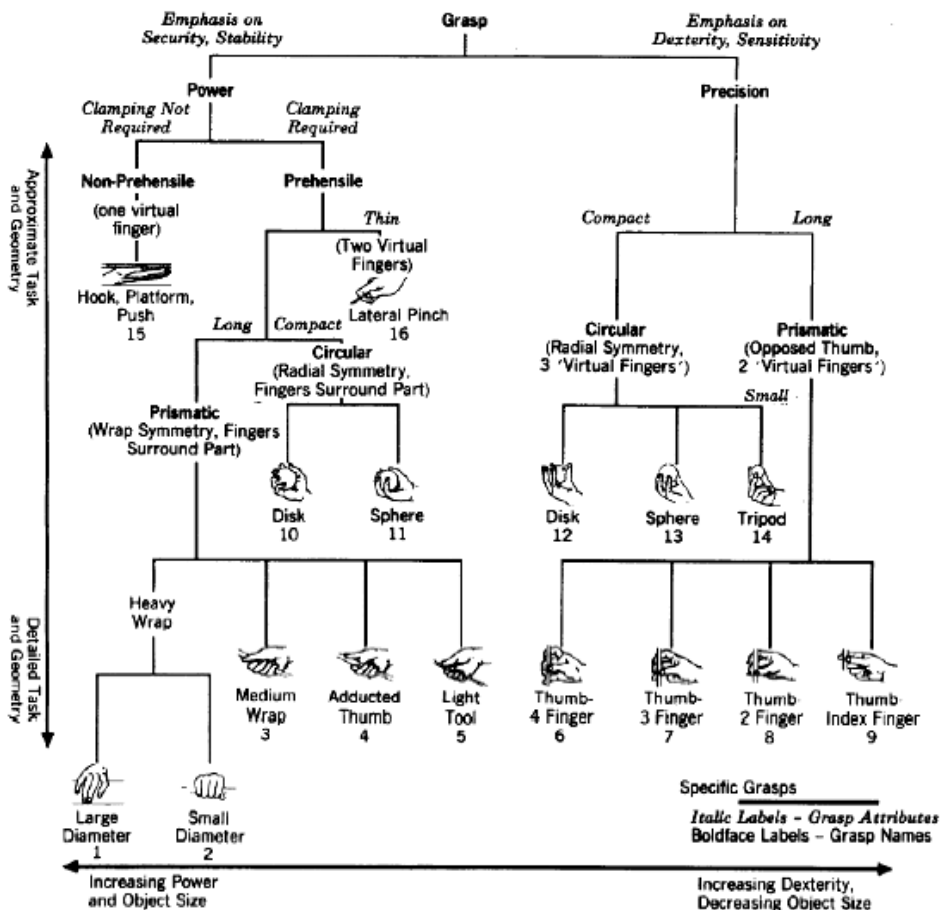 Emphasis on
Security, Stability
Grasp
Emphasis on
Dexterity, Sensitivity
Power
Precision
Clamping Not
Required
Clamping
Required
Non-Prehensile
(one virtual
finger)
Prehensile
Hook, Platform,
Push
15
Thin
(Two Virtual
Fingers)
Lateral Pinch
16
Compact
Long
Long
Compact
Circular
(Radial Symmetry,
Fingers Surround Part)
Prismatic
(Wrap Symmetry, Fingers
Surround Part)
Circular
(Radial Symmetry,
3 'Virtual Fingers')
Prismatic
(Opposed Thumb,
2 'Virtual Fingers')
Small
Disk
10
Sphere
11
Disk
12
Sphere
13
Tripod
14
Heavy
Wrap
Medium
Wrap
3
Adducted
Thumb
4
Light
Tool
5
Thumb-
4 Finger
6
Thumb-
3 Finger
7
Thumb-
2 Finger
8
Thumb-
Index Finger
9
Large
Diameter
1
Small
Diameter
2
Approximate Task
and Geometry
Detailed Task
and Geometry
Specific Grasps
Italic Labels - Grasp Attributes
Boldface Labels - Grasp Names
Increasing Power
and Object Size
Increasing Dexterity,
Decreasing Object Size